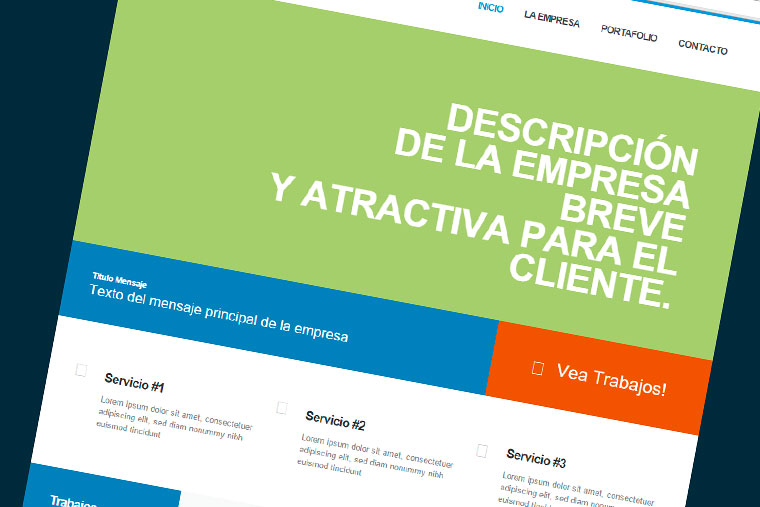 INICIO LA EMPRESA PORTAFOLIO CONTACTO
DESCRIPCIÓN
DE LA EMPRESA
BREVE
Y ATRACTIVA PARA EL
CLIENTE.
Titulo Mensaje
Texto del mensaje principal de la empresa
Vea Trabajos!
Servicio #1
Lorem ipsum dolor sit amet, consectetuer
adipiscing elit, sed diam nonummy nibh
euismod tincidunt
Servicio #2
Lorem ipsum dolor sit amet, consectetuer
adipiscing elit, sed diam nonummy nibh
euismod tincidunt
Servicio #3
Lorem ipsum dolor sit amet, consectetuer
adipiscing elit, sed diam nonummy nibh
euismod tincidunt
Trabajos